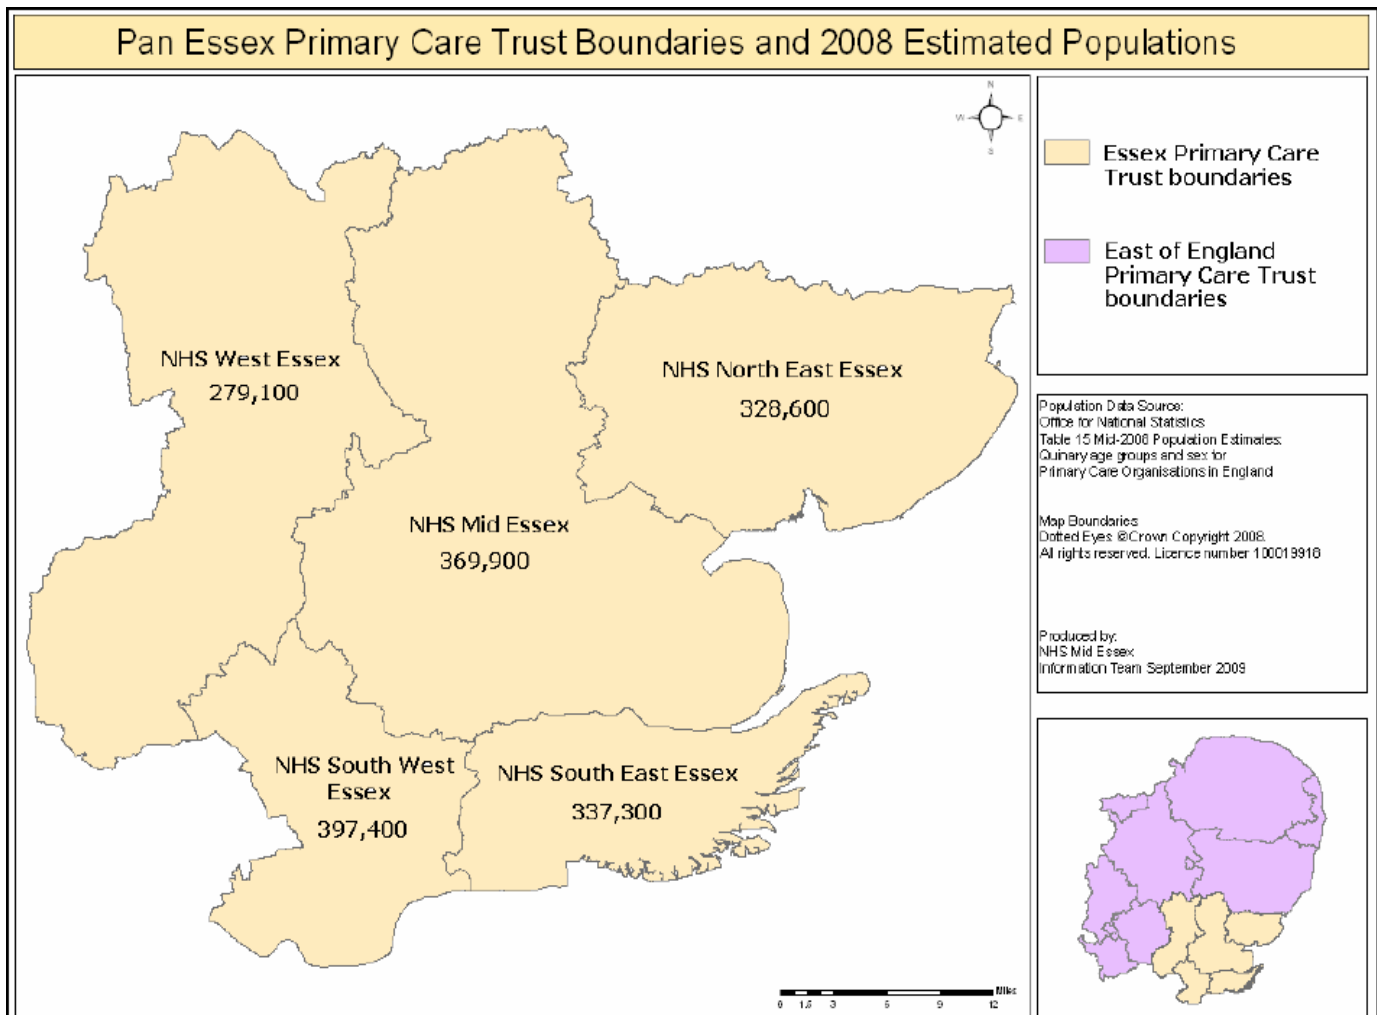 Pan Essex Primary Care Trust Boundaries and 2008 Estimated Populations
N
W
E
S
NHS West Essex
279,100
NHS North East Essex
328,600
NHS Mid Essex
369,900
NHS South West
Essex
397,400
NHS South East Essex
337,300
Miles
0 1.5 3 6 9 12
Essex Primary Care
Trust boundaries
East of England
Primary Care Trust
boundaries
Population Data Source:
Office for National Statistics
Table 15 Mid-2008 Population Estimates:
Quinary age groups and sex for
Primary Care Organisations in England
Map Boundaries
Dotted Eyes ©Crown Copyright 2008.
All rights reserved. Licence number 100019918
Produced by:
NHS Mid Essex
Information Team September 2009